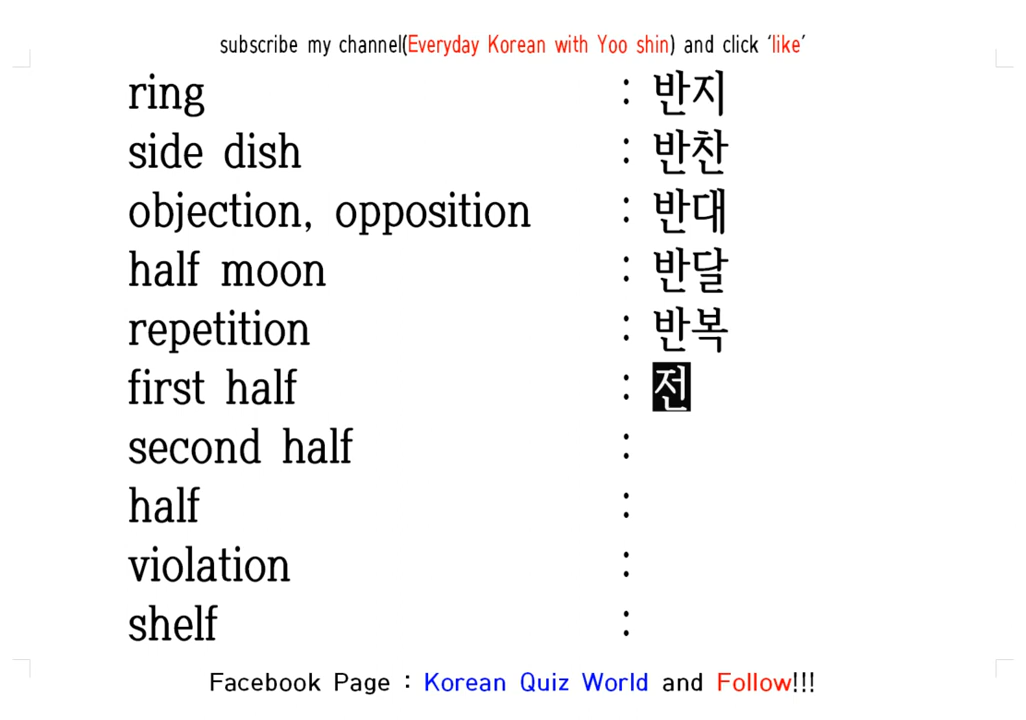 subscribe my channel(Everyday Korean with Yoo shin) and click 'like'
ring : 반지
side dish : 반찬
objection, opposition : 반대
half moon : 반달
repetition : 반복
first half : 전
second half :
half :
violation :
shelf :
Facebook Page : Korean Quiz World and Follow!!!